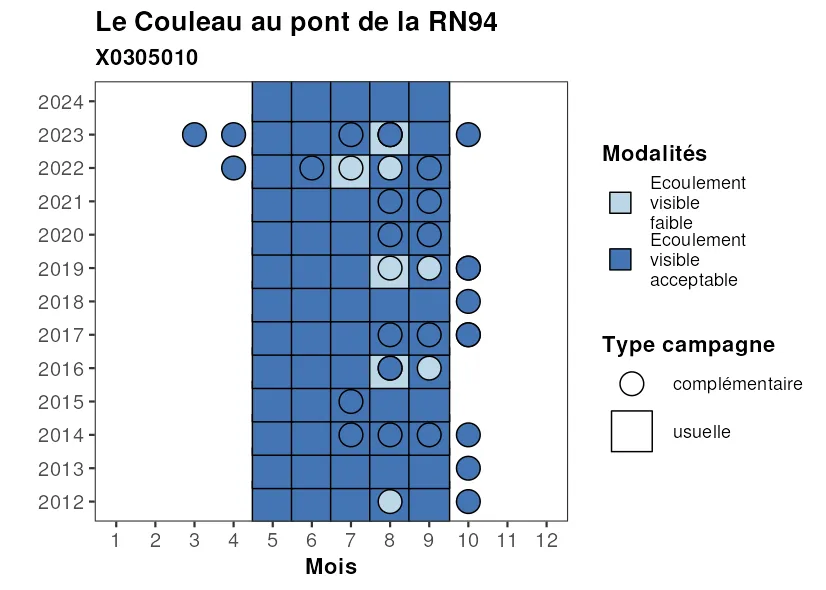 Le Couleau au pont de la RN94
X0305010
2024
2023
2022
2021
2020
2019
2018
2017
2016
2015
2014
2013
2012
1 2 3 4 5 6 7 8 9 10 11 12
Mois
Modalités
Ecoulement
visible
faible
Ecoulement
visible
acceptable
Type campagne
complémentaire
usuelle